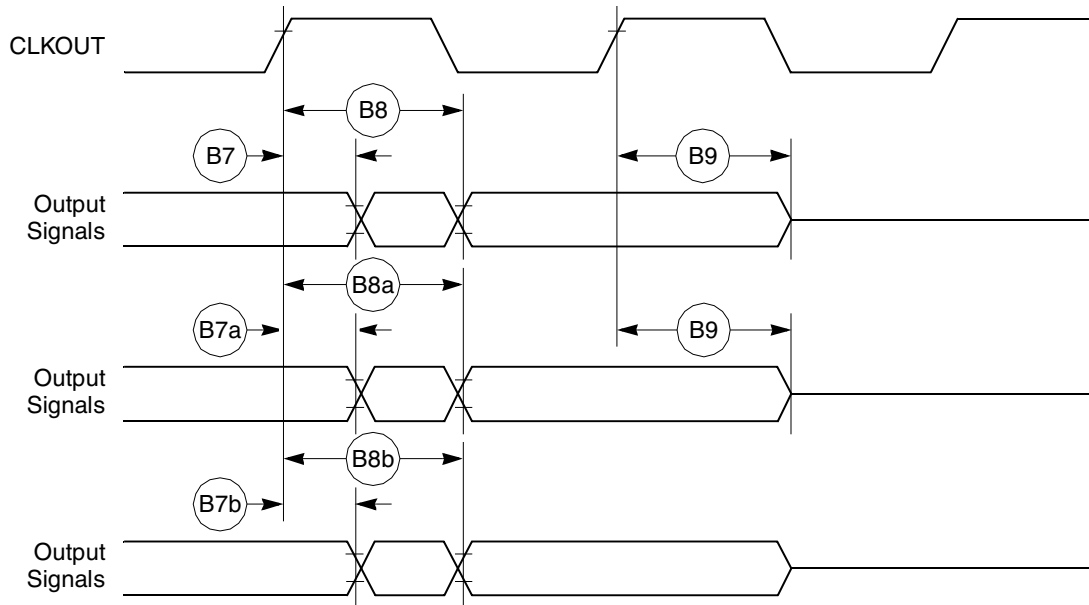 CLKOUT
B8
B7
B9
Output
Signals
B8a
B7a
B9
Output
Signals
B8b
B7b
Output
Signals